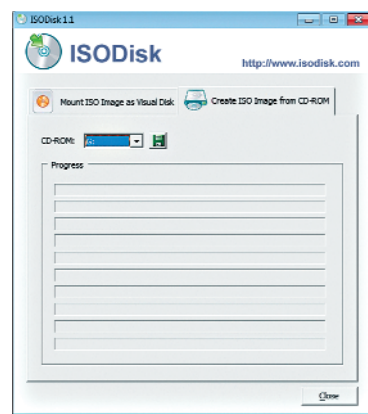 ISODisk 1.1
ISODisk
http://www.isodisk.com
Mount ISO Image as Visual Disk
Create ISO Image from CD-ROM
CD-ROM:
Progress
Close